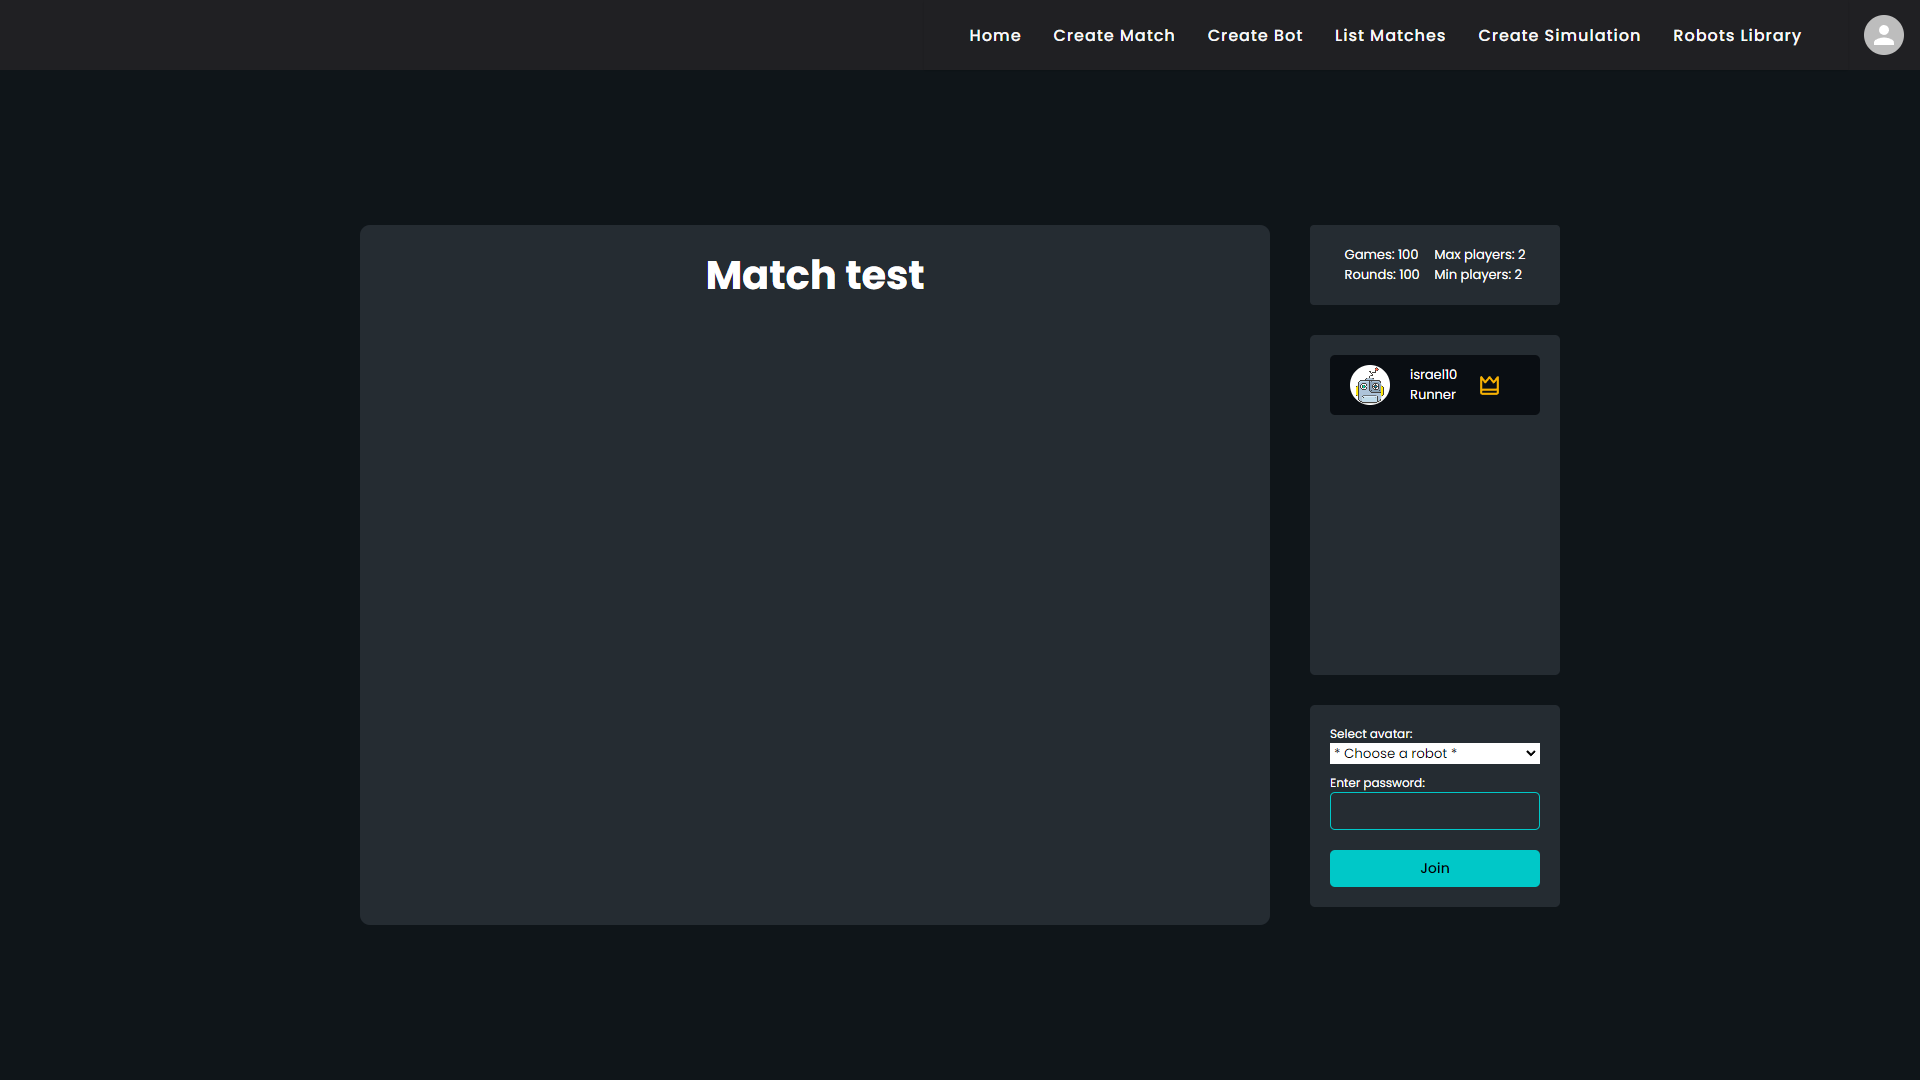 Home Create Match Create Bot List Matches Create Simulation Robots Library
Match test
Games: 100 Max players: 2
Rounds: 100 Min players: 2
israel10
Runner
Select avatar:
* Choose a robot *
Enter password:
Join